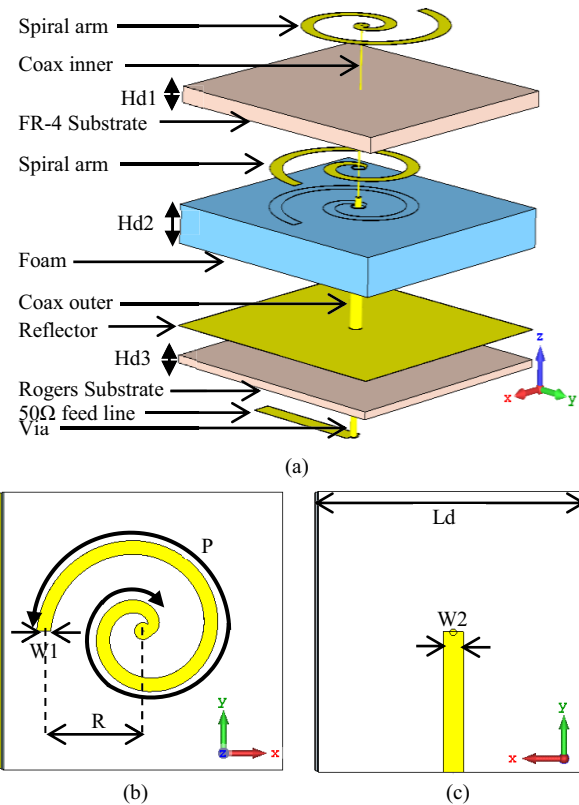 Spiral arm
Coax inner
Hd1
FR-4 Substrate
Spiral arm
Hd2
Foam
Coax outer
Reflector
Hd3
Rogers Substrate
50Ω feed line
Via
z
x
y
(a)
P
W1
R
y
z
x
(b)
Ld
W2
y
x
(c)